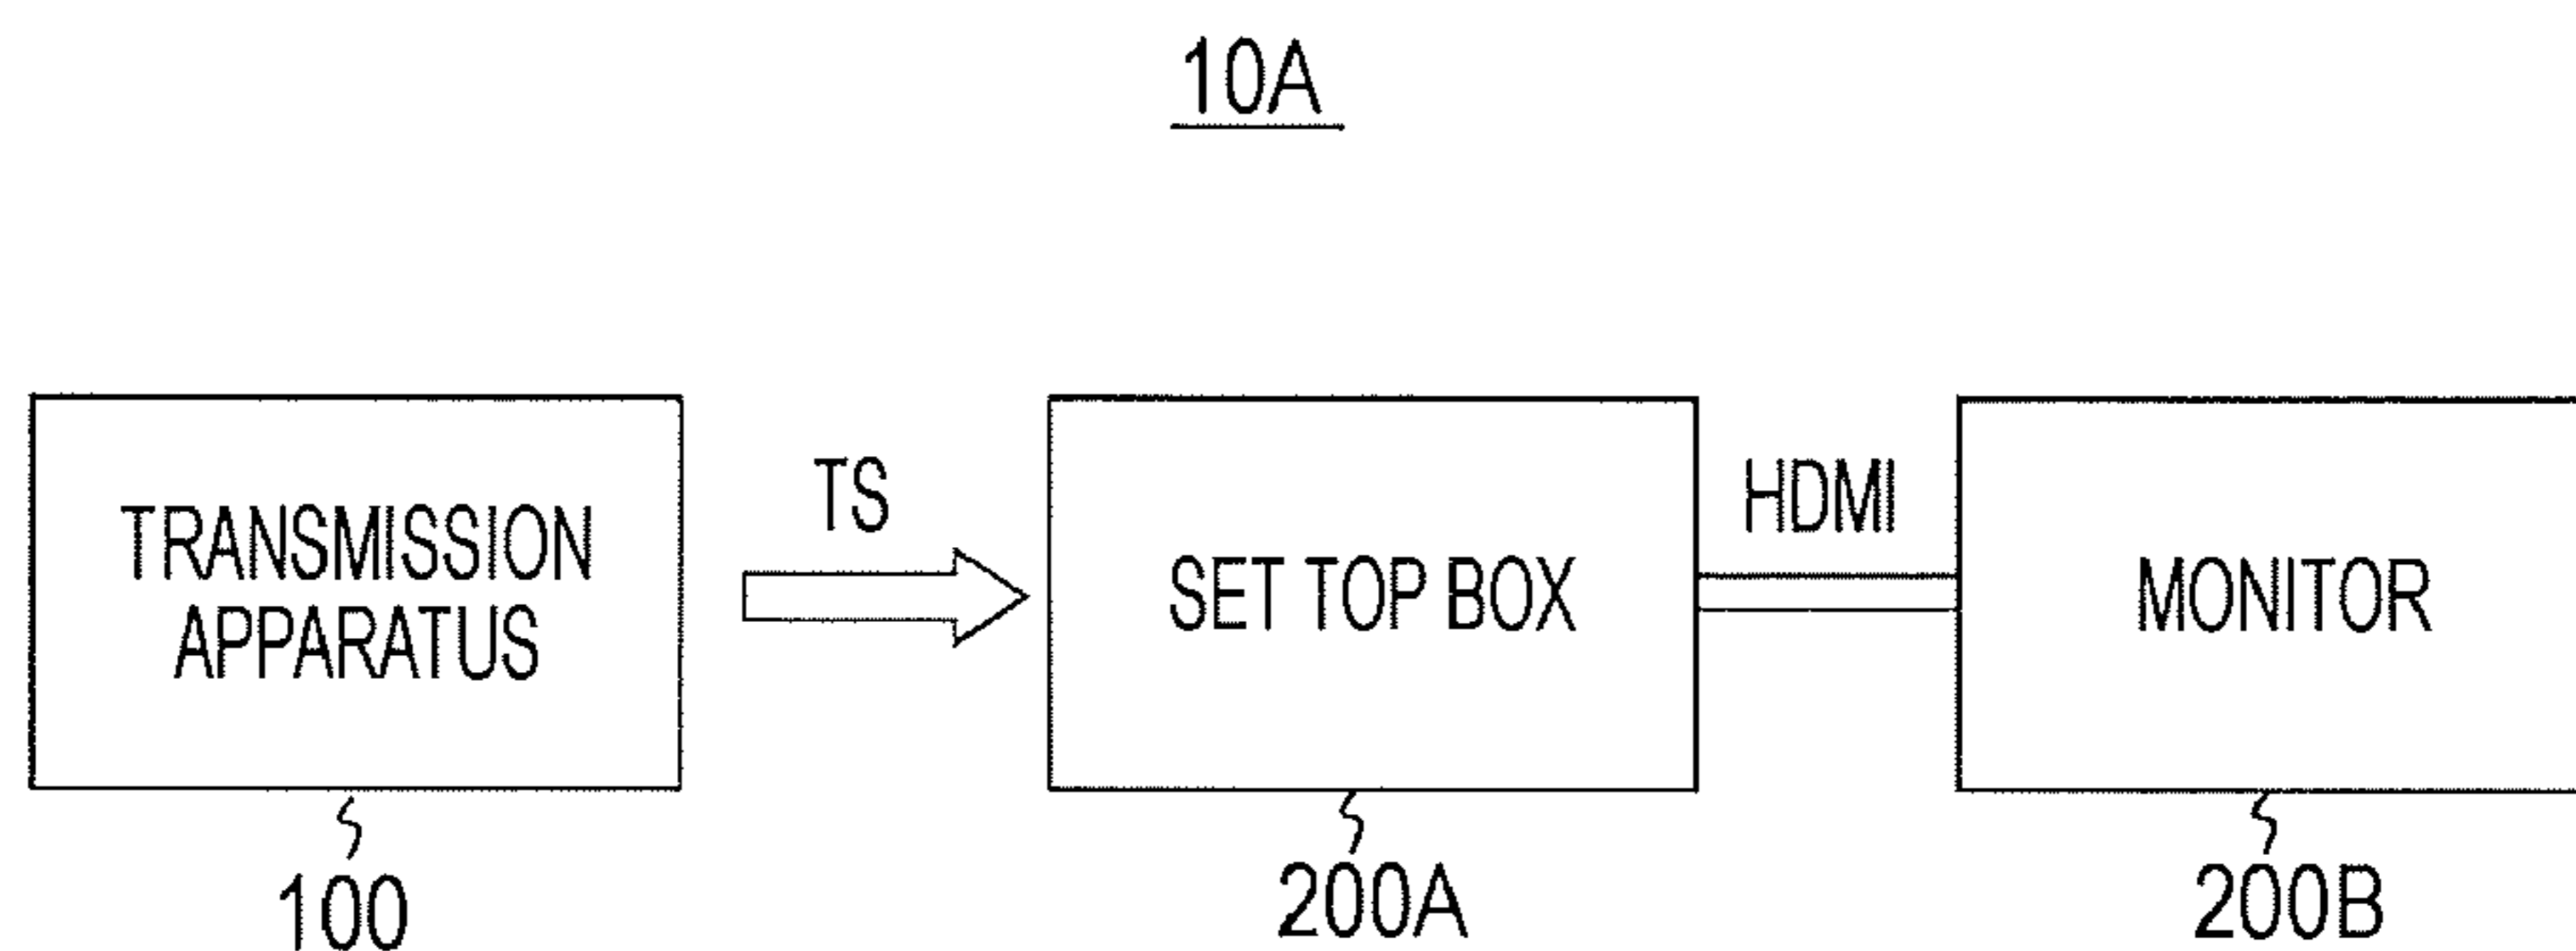 10A
TRANSMISSION
APPARATUS
TS
SET TOP BOX
HDMI
MONITOR
100
200A
200B